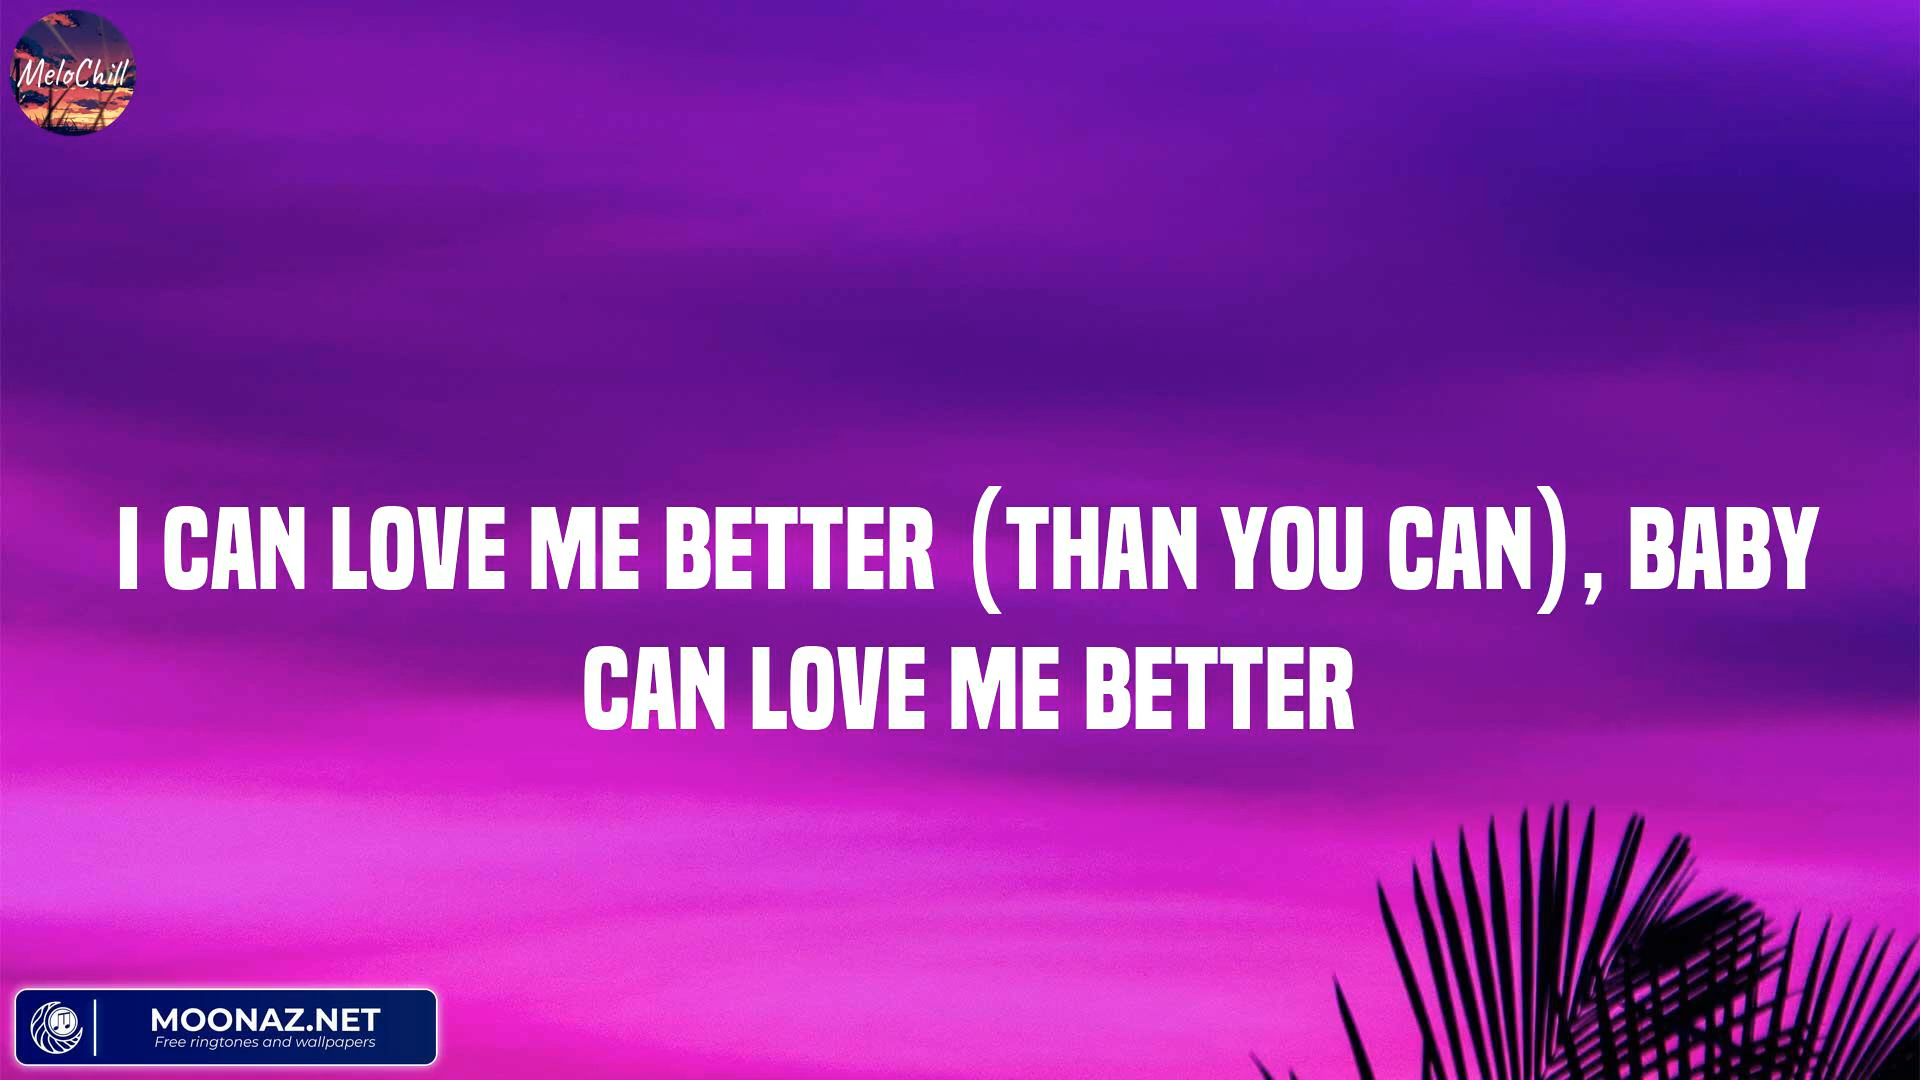 MeloChill
I CAN LOVE ME BETTER (THAN YOU CAN), BABY
CAN LOVE ME BETTER
MOONAZ.NET
Free ringtones and wallpapers